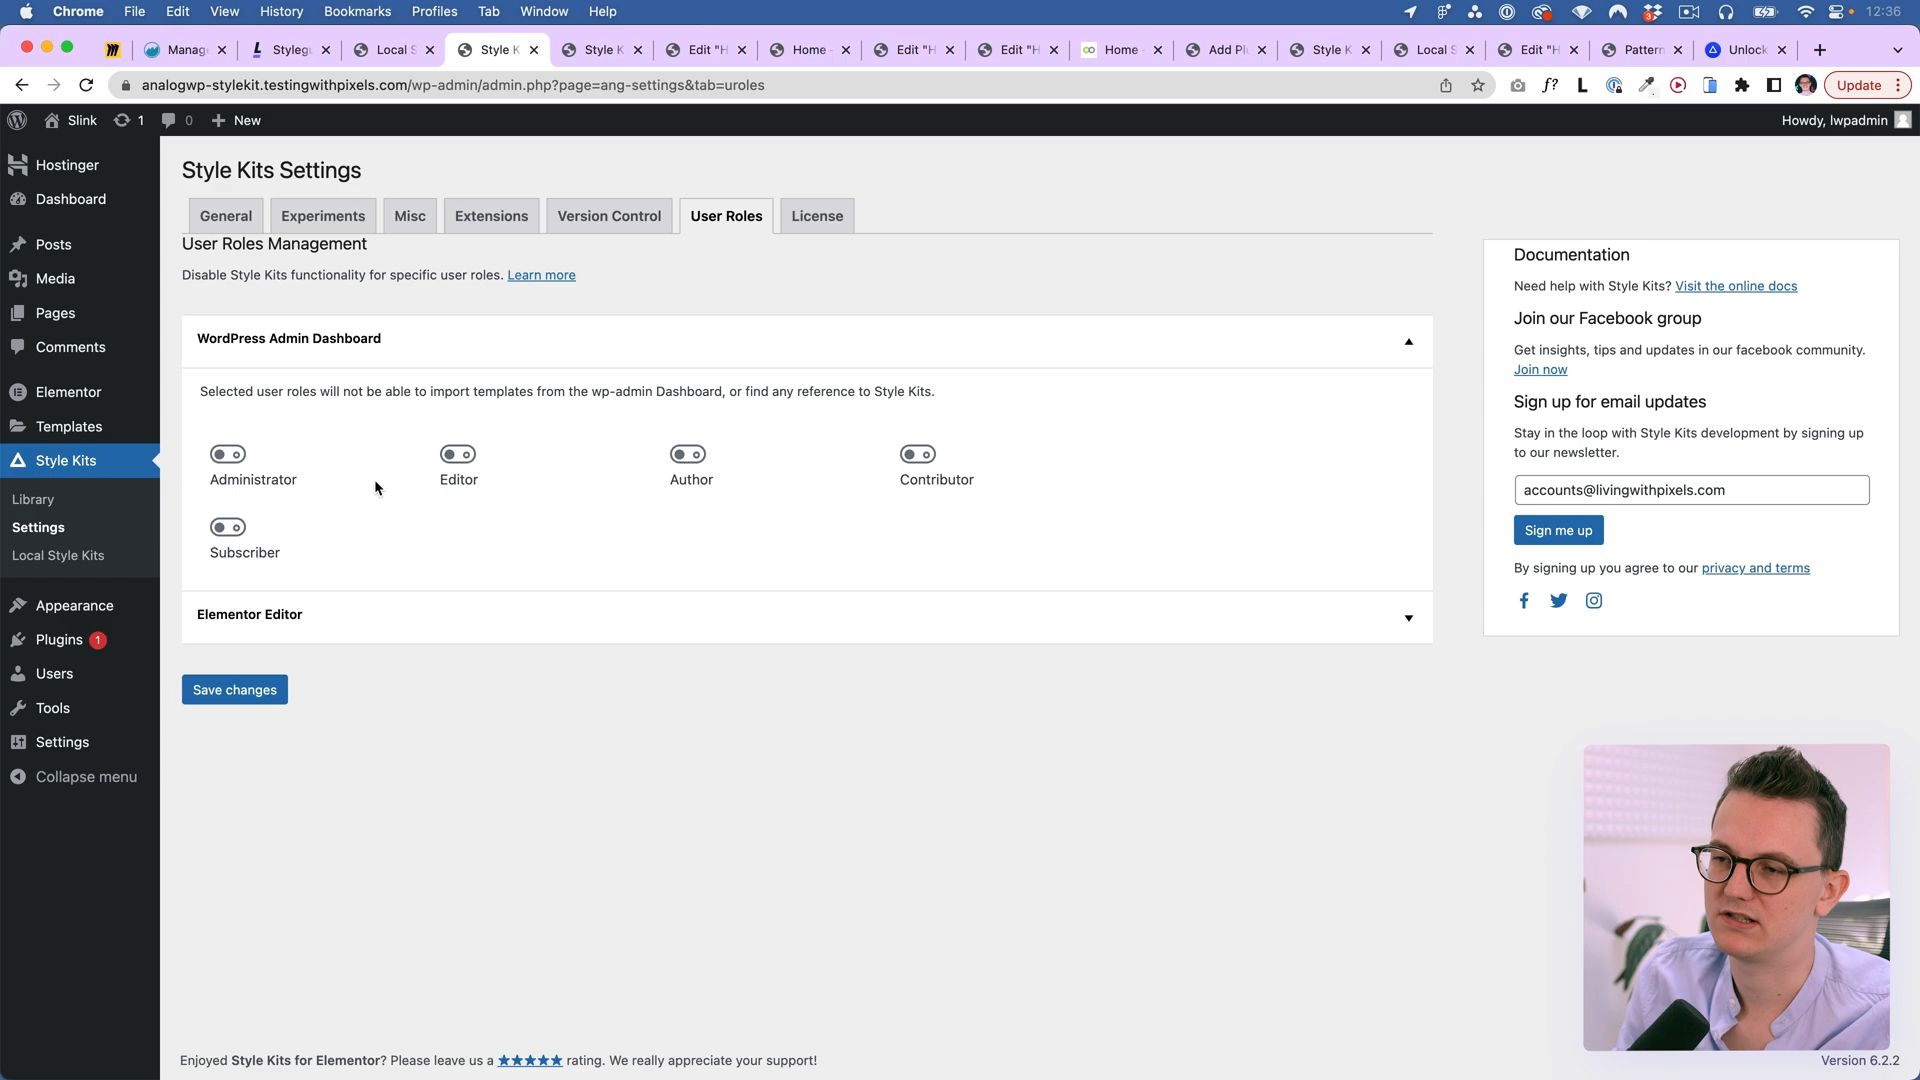 Chrome File Edit View History Bookmarks Profiles Tab Window Help 12:36
Manage Stylegu Local S Style K Style K Edit "H Home - Edit "H Edit "H Home - Add Plu Style K Local S Edit "H Pattern Unlock
analogwp-stylekit.testingwithpixels.com/wp-admin/admin.php?page=ang-settings&tab=uroles
Update
Slink 1 0 New Howdy, lwpadmin
Hostinger
Dashboard
Posts
Media
Pages
Comments
Elementor
Templates
Style Kits
Library
Settings
Local Style Kits
Appearance
Plugins 1
Users
Tools
Settings
Collapse menu
Style Kits Settings
General Experiments Misc Extensions Version Control User Roles License
User Roles Management
Disable Style Kits functionality for specific user roles. Learn more
WordPress Admin Dashboard
Selected user roles will not be able to import templates from the wp-admin Dashboard, or find any reference to Style Kits.
Administrator Editor Author Contributor
Subscriber
Elementor Editor
Save changes
Documentation
Need help with Style Kits? Visit the online docs
Join our Facebook group
Get insights, tips and updates in our facebook community.
Join now
Sign up for email updates
Stay in the loop with Style Kits development by signing up
to our newsletter.
accounts@livingwithpixels.com
Sign me up
By signing up you agree to our privacy and terms
Enjoyed Style Kits for Elementor? Please leave us a ★★★★★ rating. We really appreciate your support!
Version 6.2.2